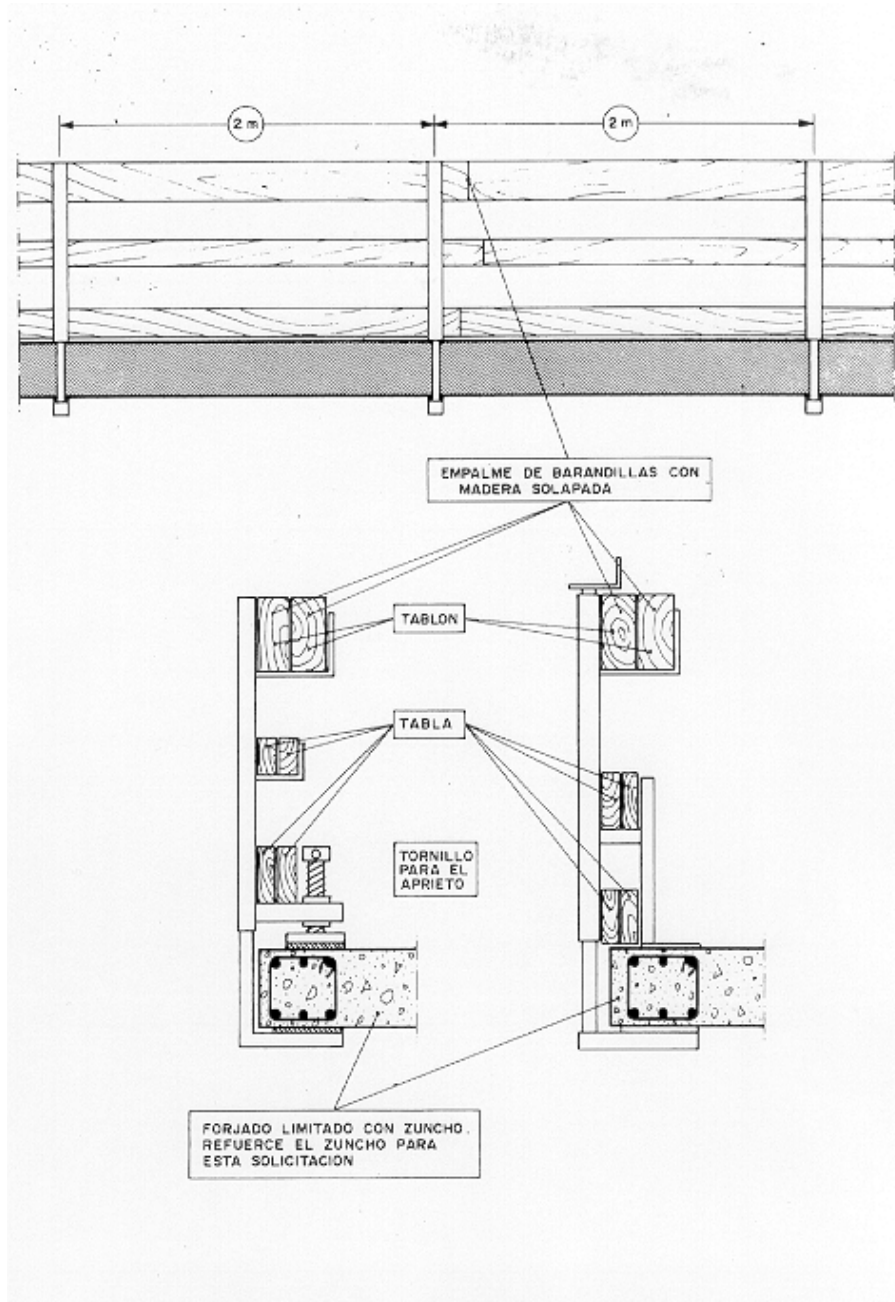 2 m
2 m
EMPALME DE BARANDILLAS CON
MADERA SOLAPADA
TABLON
TABLA
TORNILLO
PARA EL
APRIETO
FORJADO LIMITADO CON ZUNCHO.
REFUERCE EL ZUNCHO PARA
ESTA SOLICITACION